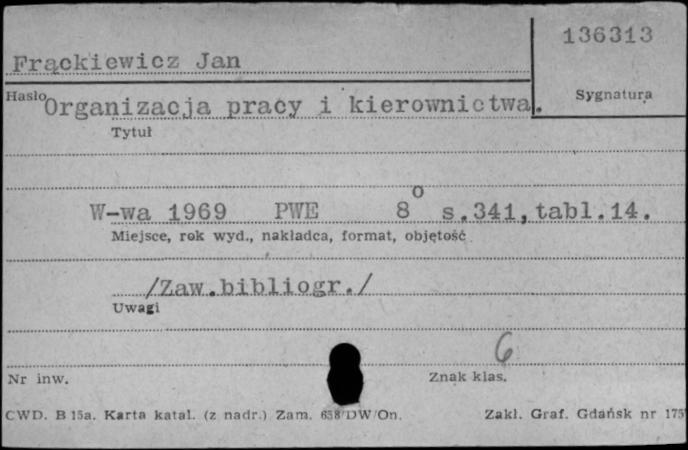 136313
Frąckiewicz Jan
Hasło
Sygnatura
Organizacja pracy i kierownictwa.
Tytuł
W-wa 1969 PWE 8° s.341,tabl.14.
Miejsce, rok wyd., nakładca, format, objętość
/Zaw.bibliogr./
Uwagi
6
Nr inw.
Znak klas.
CWD. B 15a. Karta katal. (z nadr.) Zam. 658/DW/On.
Zakł. Graf. Gdańsk nr 175